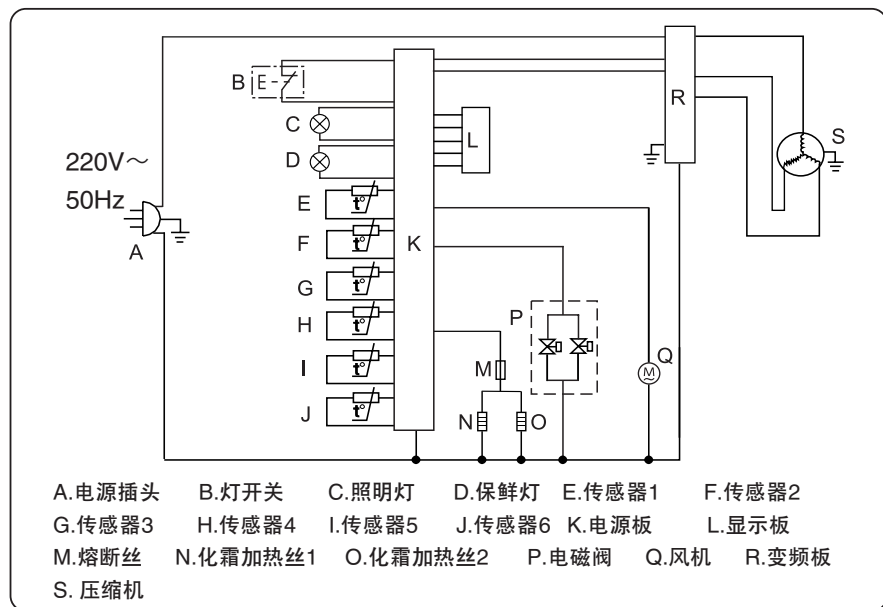 220V～
50Hz
A
B
C
D
E
F
G
H
I
J
t°
t°
t°
t°
t°
t°
K
L
M
N
O
P
Q
M
R
S
A.电源插头 B.灯开关 C.照明灯 D.保鲜灯 E.传感器1 F.传感器2
G.传感器3 H.传感器4 I.传感器5 J.传感器6 K.电源板 L.显示板
M.熔断丝 N.化霜加热丝1 O.化霜加热丝2 P.电磁阀 Q.风机 R.变频板
S. 压缩机